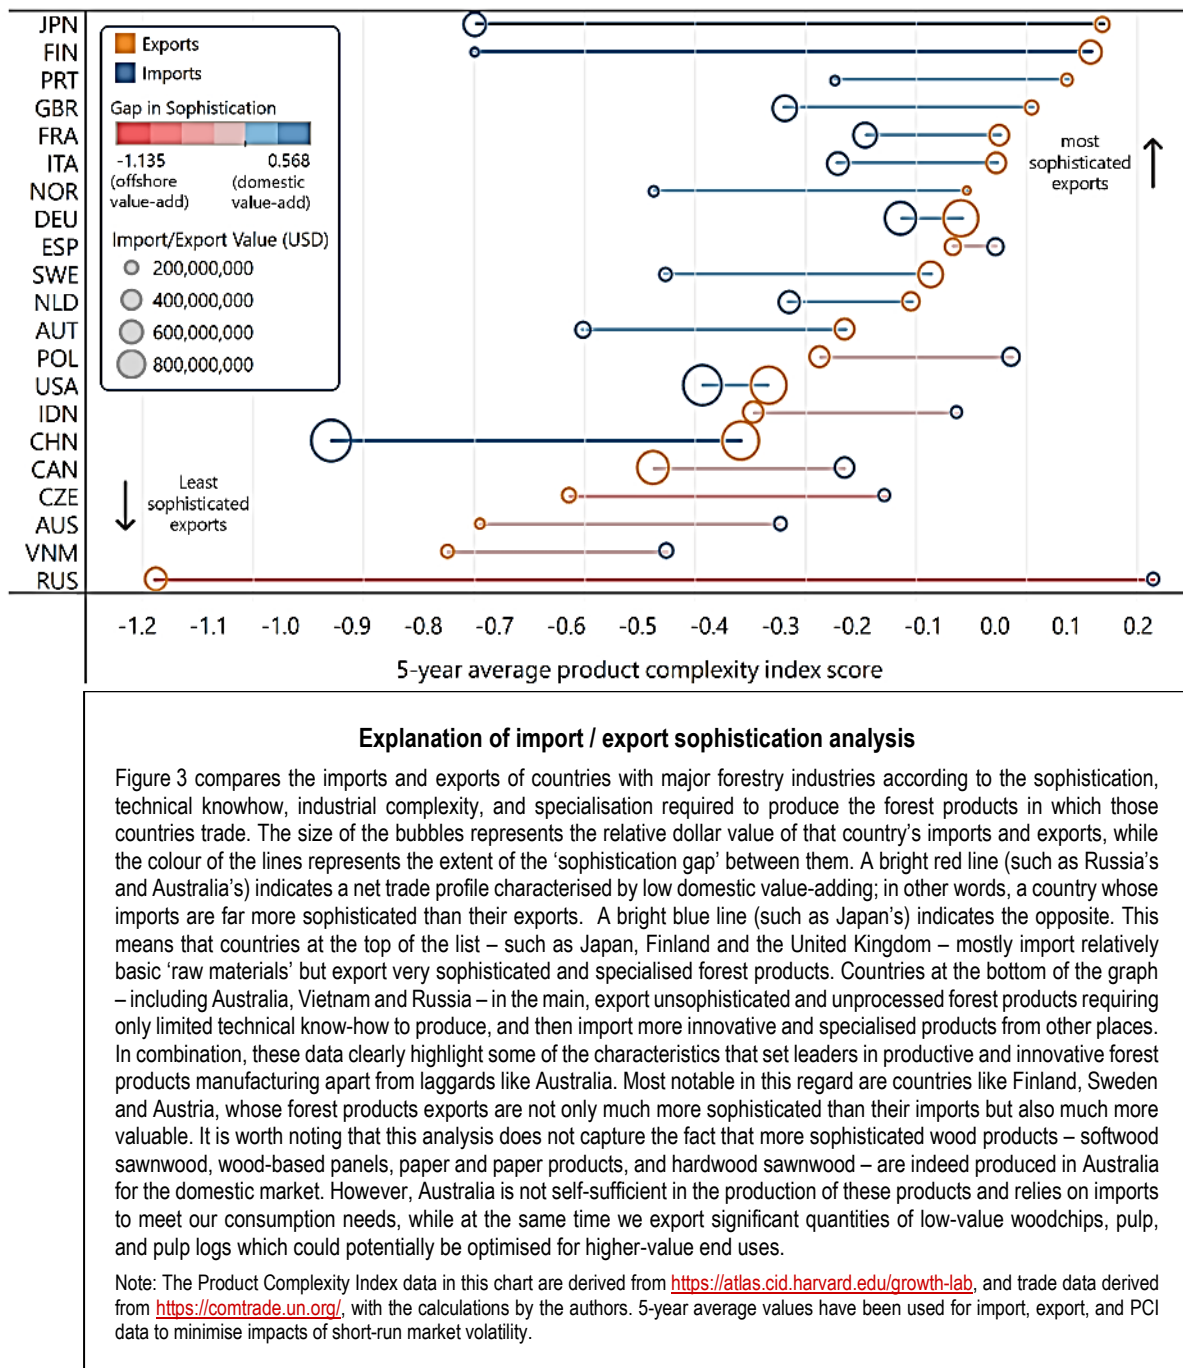 JPN
FIN
PRT
GBR
FRA
ITA
NOR
DEU
ESP
SWE
NLD
AUT
POL
USA
IDN
CHN
CAN
CZE
AUS
VNM
RUS
Exports
Imports
Gap in Sophistication
-1.135 0.568
(offshore (domestic
value-add) value-add)
Import/Export Value (USD)
200,000,000
400,000,000
600,000,000
800,000,000
most
sophisticated
exports
Least
sophisticated
exports
-1.2 -1.1 -1.0 -0.9 -0.8 -0.7 -0.6 -0.5 -0.4 -0.3 -0.2 -0.1 0.0 0.1 0.2
5-year average product complexity index score
Explanation of import / export sophistication analysis
Figure 3 compares the imports and exports of countries with major forestry industries according to the sophistication,
technical knowhow, industrial complexity, and specialisation required to produce the forest products in which those
countries trade. The size of the bubbles represents the relative dollar value of that country's imports and exports, while
the colour of the lines represents the extent of the 'sophistication gap' between them. A bright red line (such as Russia's
and Australia's) indicates a net trade profile characterised by low domestic value-adding; in other words, a country whose
imports are far more sophisticated than their exports. A bright blue line (such as Japan's) indicates the opposite. This
means that countries at the top of the list – such as Japan, Finland and the United Kingdom – mostly import relatively
basic 'raw materials' but export very sophisticated and specialised forest products. Countries at the bottom of the graph
– including Australia, Vietnam and Russia – in the main, export unsophisticated and unprocessed forest products requiring
only limited technical know-how to produce, and then import more innovative and specialised products from other places.
In combination, these data clearly highlight some of the characteristics that set leaders in productive and innovative forest
products manufacturing apart from laggards like Australia. Most notable in this regard are countries like Finland, Sweden
and Austria, whose forest products exports are not only much more sophisticated than their imports but also much more
valuable. It is worth noting that this analysis does not capture the fact that more sophisticated wood products – softwood
sawnwood, wood-based panels, paper and paper products, and hardwood sawnwood – are indeed produced in Australia
for the domestic market. However, Australia is not self-sufficient in the production of these products and relies on imports
to meet our consumption needs, while at the same time we export significant quantities of low-value woodchips, pulp,
and pulp logs which could potentially be optimised for higher-value end uses.
Note: The Product Complexity Index data in this chart are derived from https://atlas.cid.harvard.edu/growth-lab, and trade data derived
from https://comtrade.un.org/, with the calculations by the authors. 5-year average values have been used for import, export, and PCI
data to minimise impacts of short-run market volatility.